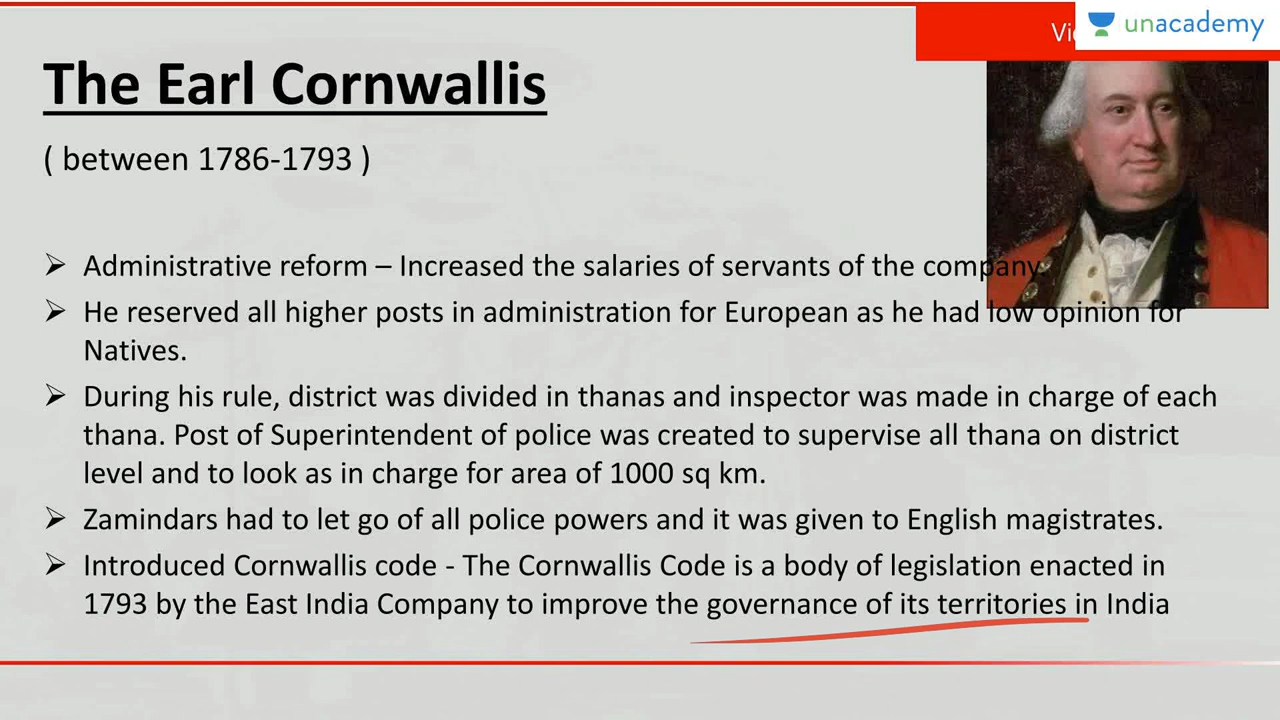 Vi
unacademy
The Earl Cornwallis
( between 1786-1793 )
➢ Administrative reform – Increased the salaries of servants of the company.
➢ He reserved all higher posts in administration for European as he had low opinion for
Natives.
➢ During his rule, district was divided in thanas and inspector was made in charge of each
thana. Post of Superintendent of police was created to supervise all thana on district
level and to look as in charge for area of 1000 sq km.
➢ Zamindars had to let go of all police powers and it was given to English magistrates.
➢ Introduced Cornwallis code - The Cornwallis Code is a body of legislation enacted in
1793 by the East India Company to improve the governance of its territories in India